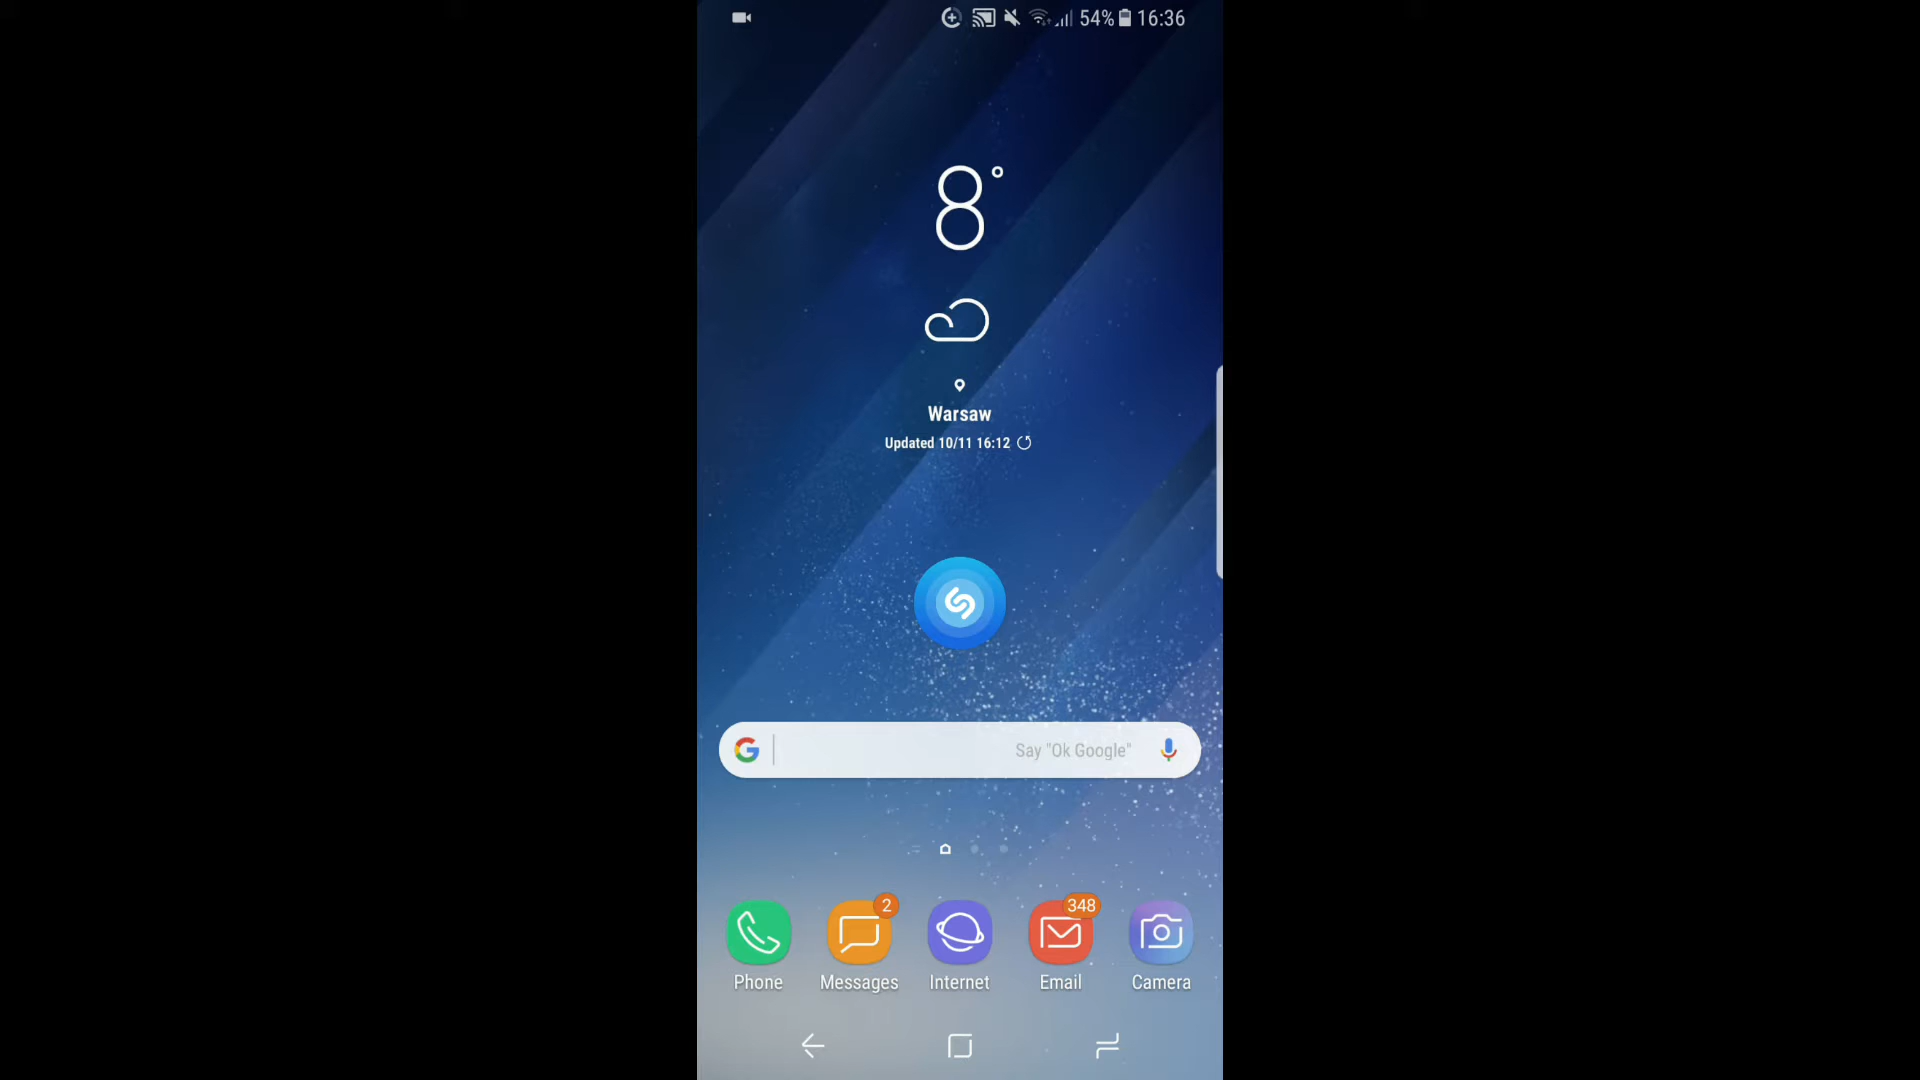 54% 16:36
8°
Warsaw
Updated 10/11 16:12
Say "Ok Google"
2
348
Phone Messages Internet Email Camera